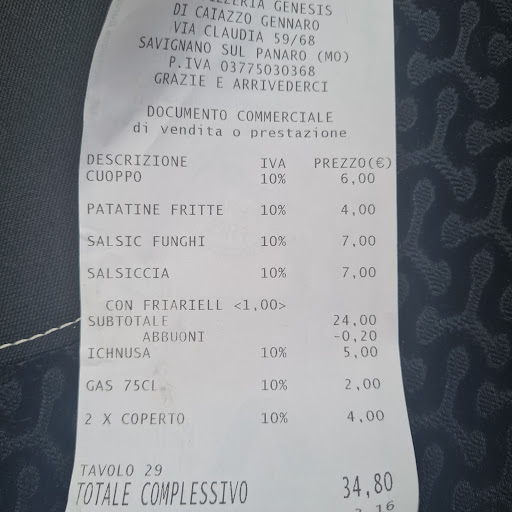 GENESIS
DI CAIAZZO GENNARO
VIA CLAUDIA 59/68
SAVIGNANO SUL PANARO (MO)
P.IVA 03775030368
GRAZIE E ARRIVEDERCI
DOCUMENTO COMMERCIALE
di vendita o prestazione
DESCRIZIONE IVA PREZZO(€)
CUOPPO 10% 6,00
PATATINE FRITTE 10% 4,00
SALSIC FUNGHI 10% 7,00
SALSICCIA 10% 7,00
CON FRIARIELL <1,00>
SUBTOTALE 24,00
ABBUONI -0,20
ICHNUSA 10% 5,00
GAS 75CL 10% 2,00
2 X COPERTO 10% 4,00
TAVOLO 29
TOTALE COMPLESSIVO 34,80